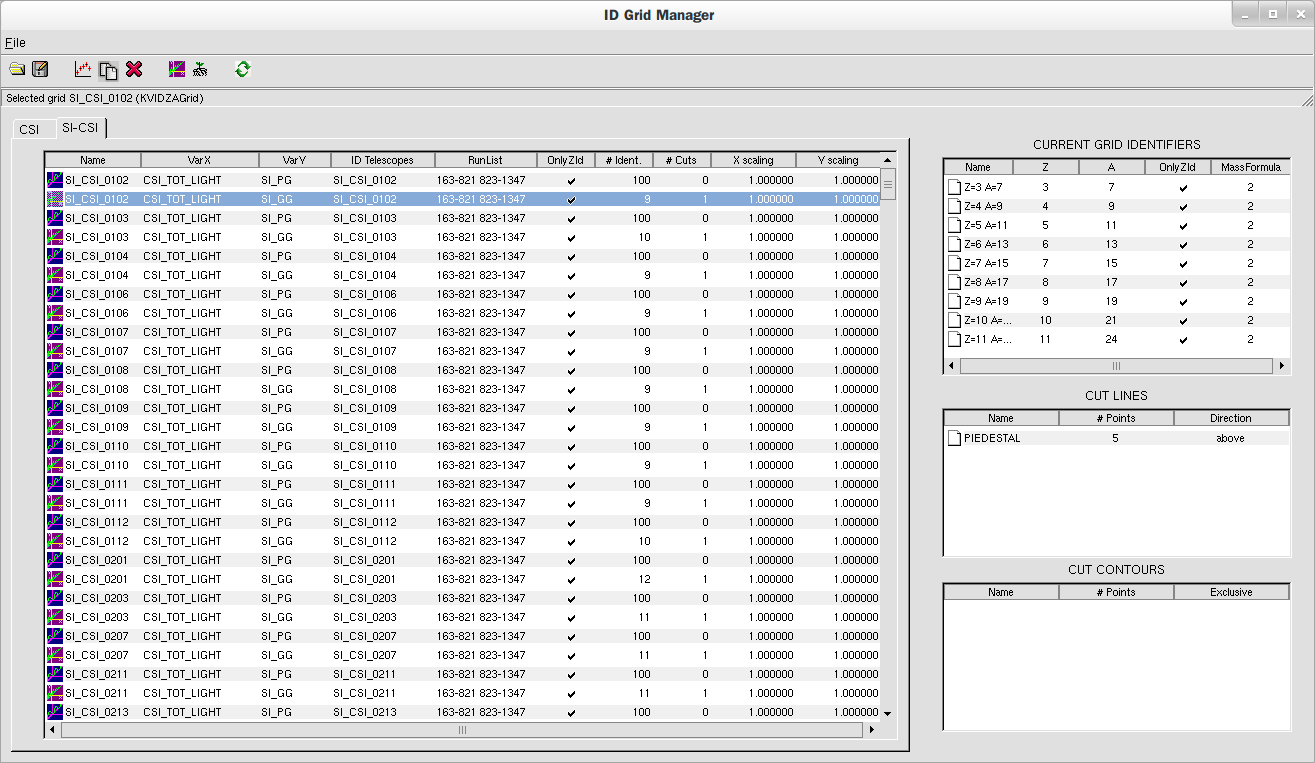 ID Grid Manager
File
Selected grid SI_CSI_0102 (KVIDZAGrid)
CSI SI-CSI
Name VarX VarY ID Telescopes RunList OnlyZId # Ident. # Cuts X scaling Y scaling
SI_CSI_0102 CSI_TOT_LIGHT SI_PG SI_CSI_0102 163-821 823-1347 100 0 1.000000 1.000000
SI_CSI_0102 CSI_TOT_LIGHT SI_GG SI_CSI_0102 163-821 823-1347 9 1 1.000000 1.000000
SI_CSI_0103 CSI_TOT_LIGHT SI_PG SI_CSI_0103 163-821 823-1347 100 0 1.000000 1.000000
SI_CSI_0103 CSI_TOT_LIGHT SI_GG SI_CSI_0103 163-821 823-1347 10 1 1.000000 1.000000
SI_CSI_0104 CSI_TOT_LIGHT SI_PG SI_CSI_0104 163-821 823-1347 100 0 1.000000 1.000000
SI_CSI_0104 CSI_TOT_LIGHT SI_GG SI_CSI_0104 163-821 823-1347 9 1 1.000000 1.000000
SI_CSI_0106 CSI_TOT_LIGHT SI_PG SI_CSI_0106 163-821 823-1347 100 0 1.000000 1.000000
SI_CSI_0106 CSI_TOT_LIGHT SI_GG SI_CSI_0106 163-821 823-1347 9 1 1.000000 1.000000
SI_CSI_0107 CSI_TOT_LIGHT SI_PG SI_CSI_0107 163-821 823-1347 100 0 1.000000 1.000000
SI_CSI_0107 CSI_TOT_LIGHT SI_GG SI_CSI_0107 163-821 823-1347 9 1 1.000000 1.000000
SI_CSI_0108 CSI_TOT_LIGHT SI_PG SI_CSI_0108 163-821 823-1347 100 0 1.000000 1.000000
SI_CSI_0108 CSI_TOT_LIGHT SI_GG SI_CSI_0108 163-821 823-1347 9 1 1.000000 1.000000
SI_CSI_0109 CSI_TOT_LIGHT SI_PG SI_CSI_0109 163-821 823-1347 100 0 1.000000 1.000000
SI_CSI_0109 CSI_TOT_LIGHT SI_GG SI_CSI_0109 163-821 823-1347 9 1 1.000000 1.000000
SI_CSI_0110 CSI_TOT_LIGHT SI_PG SI_CSI_0110 163-821 823-1347 100 0 1.000000 1.000000
SI_CSI_0110 CSI_TOT_LIGHT SI_GG SI_CSI_0110 163-821 823-1347 9 1 1.000000 1.000000
SI_CSI_0111 CSI_TOT_LIGHT SI_PG SI_CSI_0111 163-821 823-1347 100 0 1.000000 1.000000
SI_CSI_0111 CSI_TOT_LIGHT SI_GG SI_CSI_0111 163-821 823-1347 9 1 1.000000 1.000000
SI_CSI_0112 CSI_TOT_LIGHT SI_PG SI_CSI_0112 163-821 823-1347 100 0 1.000000 1.000000
SI_CSI_0112 CSI_TOT_LIGHT SI_GG SI_CSI_0112 163-821 823-1347 10 1 1.000000 1.000000
SI_CSI_0201 CSI_TOT_LIGHT SI_PG SI_CSI_0201 163-821 823-1347 100 0 1.000000 1.000000
SI_CSI_0201 CSI_TOT_LIGHT SI_GG SI_CSI_0201 163-821 823-1347 12 1 1.000000 1.000000
SI_CSI_0203 CSI_TOT_LIGHT SI_PG SI_CSI_0203 163-821 823-1347 100 0 1.000000 1.000000
SI_CSI_0203 CSI_TOT_LIGHT SI_GG SI_CSI_0203 163-821 823-1347 11 1 1.000000 1.000000
SI_CSI_0207 CSI_TOT_LIGHT SI_PG SI_CSI_0207 163-821 823-1347 100 0 1.000000 1.000000
SI_CSI_0207 CSI_TOT_LIGHT SI_GG SI_CSI_0207 163-821 823-1347 11 1 1.000000 1.000000
SI_CSI_0211 CSI_TOT_LIGHT SI_PG SI_CSI_0211 163-821 823-1347 100 0 1.000000 1.000000
SI_CSI_0211 CSI_TOT_LIGHT SI_GG SI_CSI_0211 163-821 823-1347 11 1 1.000000 1.000000
SI_CSI_0213 CSI_TOT_LIGHT SI_PG SI_CSI_0213 163-821 823-1347 100 0 1.000000 1.000000
CURRENT GRID IDENTIFIERS
Name Z A OnlyZId MassFormula
Z=3 A=7 3 7 2
Z=4 A=9 4 9 2
Z=5 A=11 5 11 2
Z=6 A=13 6 13 2
Z=7 A=15 7 15 2
Z=8 A=17 8 17 2
Z=9 A=19 9 19 2
Z=10 A=... 10 21 2
Z=11 A=... 11 24 2
CUT LINES
Name # Points Direction
PIEDESTAL 5 above
CUT CONTOURS
Name # Points Exclusive